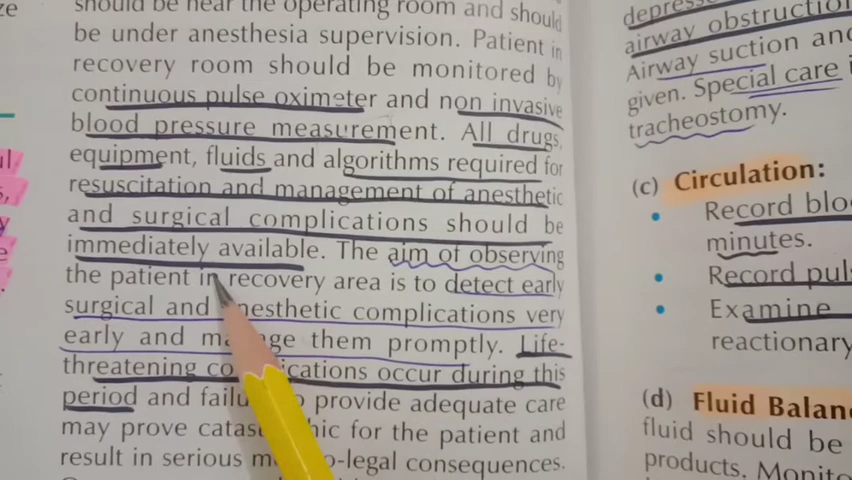 should be near the operating room and should
be under anesthesia supervision. Patient in
recovery room should be monitored by
continuous pulse oximeter and non invasive
blood pressure measurement. All drugs,
equipment, fluids and algorithms required for
resuscitation and management of anesthetic
and surgical complications should be
immediately available. The aim of observing
the patient in recovery area is to detect early
surgical and anesthetic complications very
early and manage them promptly. Life-
threatening complications occur during this
period and failure to provide adequate care
may prove catastrophic for the patient and
result in serious medico-legal consequences.
airway obstruction
Airway suction and
given. Special care
tracheostomy.
(c) Circulation:
• Record
minutes.
• Record
• Examine
reactionary
(d) Fluid
fluid should be
products.